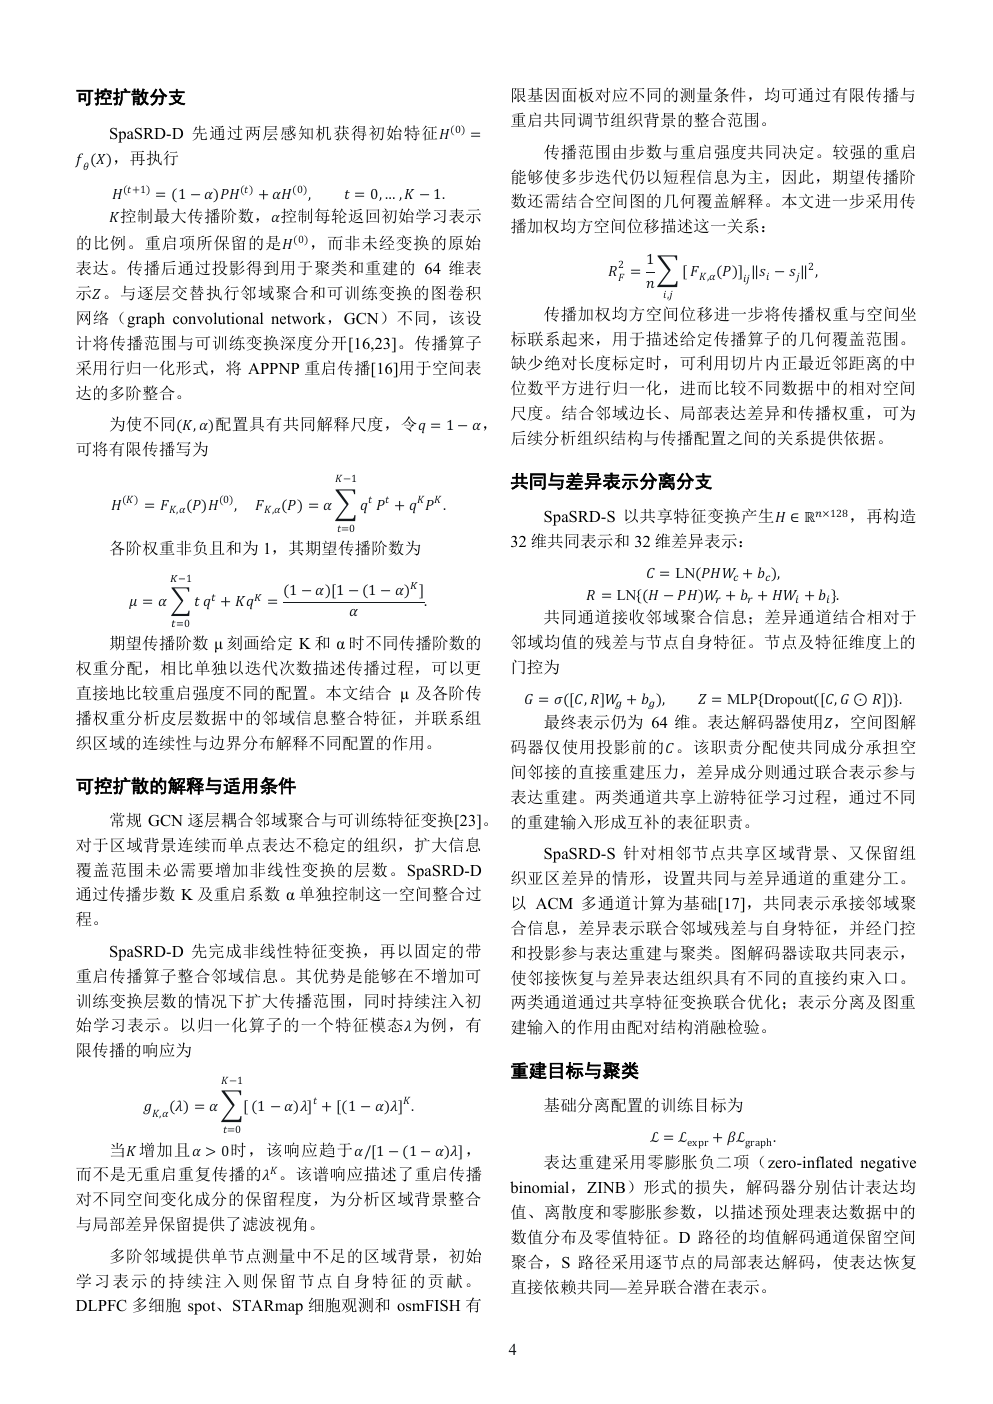 可控扩散分支
SpaSRD-D 先通过两层感知机获得初始特征H⁽⁰⁾ =
f_θ(X)，再执行
H^(t+1) = (1 − α)PH^(t) + αH^(0),  t = 0, … , K − 1.
K控制最大传播阶数，α控制每轮返回初始学习表示
的比例。重启项所保留的是H^(0)，而非未经变换的原始
表达。传播后通过投影得到用于聚类和重建的 64 维表
示Z。与逐层交替执行邻域聚合和可训练变换的图卷积
网络（graph convolutional network，GCN）不同，该设
计将传播范围与可训练变换深度分开[16,23]。传播算子
采用行归一化形式，将 APPNP 重启传播[16]用于空间表
达的多阶整合。
为使不同(K, α)配置具有共同解释尺度，令q = 1 − α，
可将有限传播写为
H^(K) = F_{K,α}(P)H^(0),  F_{K,α}(P) = α ∑_{t=0}^{K−1} q^t P^t + q^K P^K.
各阶权重非负且和为 1，其期望传播阶数为
μ = α ∑_{t=0}^{K−1} t q^t + Kq^K = (1 − α)[1 − (1 − α)^K] / α.
期望传播阶数 μ 刻画给定 K 和 α 时不同传播阶数的
权重分配，相比单独以迭代次数描述传播过程，可以更
直接地比较重启强度不同的配置。本文结合 μ 及各阶传
播权重分析皮层数据中的邻域信息整合特征，并联系组
织区域的连续性与边界分布解释不同配置的作用。
可控扩散的解释与适用条件
常规 GCN 逐层耦合邻域聚合与可训练特征变换[23]。
对于区域背景连续而单点表达不稳定的组织，扩大信息
覆盖范围未必需要增加非线性变换的层数。SpaSRD-D
通过传播步数 K 及重启系数 α 单独控制这一空间整合过
程。
SpaSRD-D 先完成非线性特征变换，再以固定的带
重启传播算子整合邻域信息。其优势是能够在不增加可
训练变换层数的情况下扩大传播范围，同时持续注入初
始学习表示。以归一化算子的一个特征模态λ为例，有
限传播的响应为
g_{K,α}(λ) = α ∑_{t=0}^{K−1} [ (1 − α)λ]^t + [(1 − α)λ]^K.
当K增加且α > 0时，该响应趋于α/[1 − (1 − α)λ]，
而不是无重启重复传播的λ^K。该谱响应描述了重启传播
对不同空间变化成分的保留程度，为分析区域背景整合
与局部差异保留提供了滤波视角。
多阶邻域提供单节点测量中不足的区域背景，初始
学习表示的持续注入则保留节点自身特征的贡献。
DLPFC 多细胞 spot、STARmap 细胞观测和 osmFISH 有
限基因面板对应不同的测量条件，均可通过有限传播与
重启共同调节组织背景的整合范围。
传播范围由步数与重启强度共同决定。较强的重启
能够使多步迭代仍以短程信息为主，因此，期望传播阶
数还需结合空间图的几何覆盖解释。本文进一步采用传
播加权均方空间位移描述这一关系：
R_F^2 = 1/n ∑_{i,j} [ F_{K,α}(P)]_{ij}‖s_i − s_j‖^2,
传播加权均方空间位移进一步将传播权重与空间坐
标联系起来，用于描述给定传播算子的几何覆盖范围。
缺少绝对长度标定时，可利用切片内正最近邻距离的中
位数平方进行归一化，进而比较不同数据中的相对空间
尺度。结合邻域边长、局部表达差异和传播权重，可为
后续分析组织结构与传播配置之间的关系提供依据。
共同与差异表示分离分支
SpaSRD-S 以共享特征变换产生H ∈ ℝ^{n×128}，再构造
32 维共同表示和 32 维差异表示：
C = LN(PHW_c + b_c),
R = LN{(H − PH)W_r + b_r + HW_i + b_i}.
共同通道接收邻域聚合信息；差异通道结合相对于
邻域均值的残差与节点自身特征。节点及特征维度上的
门控为
G = σ([C, R]W_g + b_g),  Z = MLP{Dropout([C, G ⊙ R])}.
最终表示仍为 64 维。表达解码器使用Z，空间图解
码器仅使用投影前的C。该职责分配使共同成分承担空
间邻接的直接重建压力，差异成分则通过联合表示参与
表达重建。两类通道共享上游特征学习过程，通过不同
的重建输入形成互补的表征职责。
SpaSRD-S 针对相邻节点共享区域背景、又保留组
织亚区差异的情形，设置共同与差异通道的重建分工。
以 ACM 多通道计算为基础[17]，共同表示承接邻域聚
合信息，差异表示联合邻域残差与自身特征，并经门控
和投影参与表达重建与聚类。图解码器读取共同表示，
使邻接恢复与差异表达组织具有不同的直接约束入口。
两类通道通过共享特征变换联合优化；表示分离及图重
建输入的作用由配对结构消融检验。
重建目标与聚类
基础分离配置的训练目标为
ℒ = ℒ_expr + βℒ_graph.
表达重建采用零膨胀负二项（zero-inflated negative
binomial，ZINB）形式的损失，解码器分别估计表达均
值、离散度和零膨胀参数，以描述预处理表达数据中的
数值分布及零值特征。D 路径的均值解码通道保留空间
聚合，S 路径采用逐节点的局部表达解码，使表达恢复
直接依赖共同—差异联合潜在表示。
4